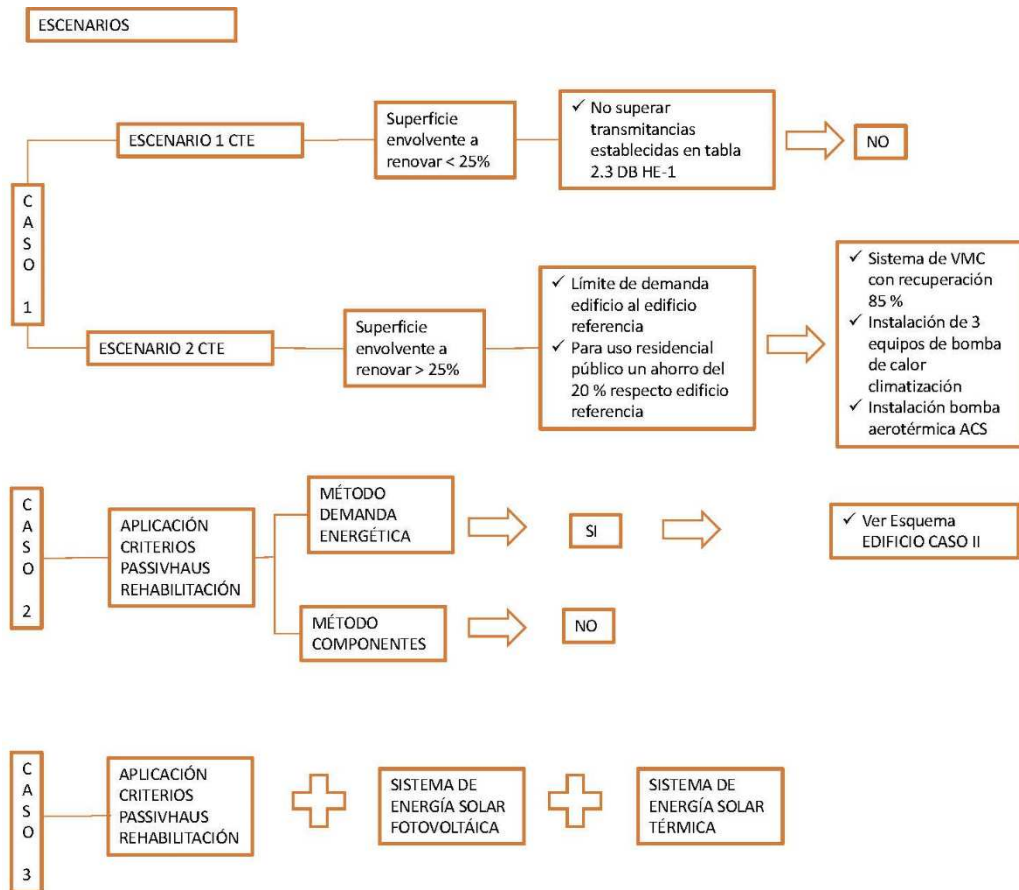 ESCENARIOS
C
A
S
O
1
ESCENARIO 1 CTE
Superficie
envolvente a
renovar < 25%
✓ No superar
transmitancias
establecidas en tabla
2.3 DB HE-1
NO
ESCENARIO 2 CTE
Superficie
envolvente a
renovar > 25%
✓ Límite de demanda
edificio al edificio
referencia
✓ Para uso residencial
público un ahorro del
20 % respecto edificio
referencia
✓ Sistema de VMC
con recuperación
85 %
✓ Instalación de 3
equipos de bomba
de calor
climatización
✓ Instalación bomba
aerotérmica ACS
C
A
S
O
2
APLICACIÓN
CRITERIOS
PASSIVHAUS
REHABILITACIÓN
MÉTODO
DEMANDA
ENERGÉTICA
SI
✓ Ver Esquema
EDIFICIO CASO II
MÉTODO
COMPONENTES
NO
C
A
S
O
3
APLICACIÓN
CRITERIOS
PASSIVHAUS
REHABILITACIÓN
SISTEMA DE
ENERGÍA SOLAR
FOTOVOLTÁICA
SISTEMA DE
ENERGÍA SOLAR
TÉRMICA